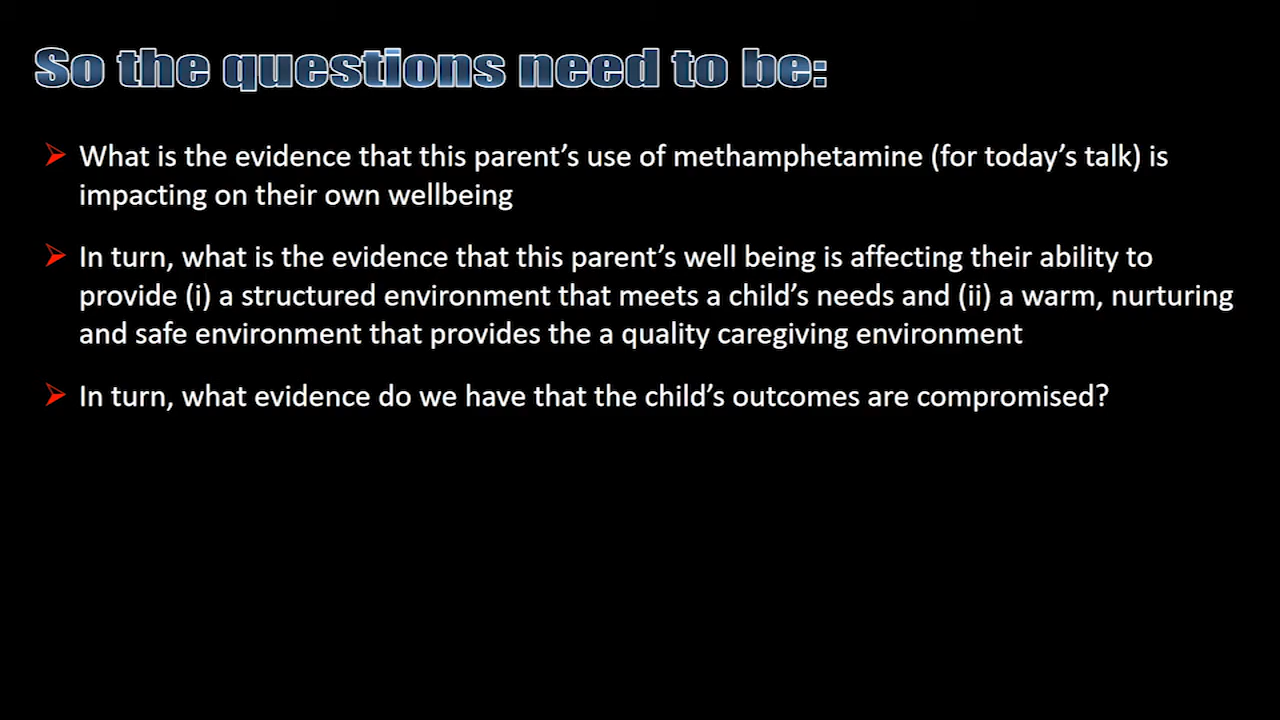 So the questions need to be:
What is the evidence that this parent’s use of methamphetamine (for today’s talk) is
impacting on their own wellbeing
In turn, what is the evidence that this parent’s well being is affecting their ability to
provide (i) a structured environment that meets a child’s needs and (ii) a warm, nurturing
and safe environment that provides the a quality caregiving environment
In turn, what evidence do we have that the child’s outcomes are compromised?